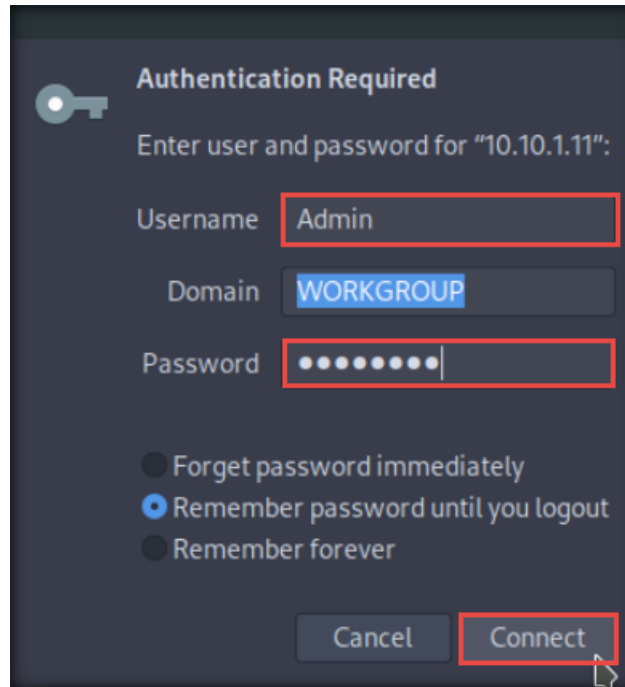 Authentication Required
Enter user and password for "10.10.1.11":
Username Admin
Domain WORKGROUP
Password ••••••••
Forget password immediately
Remember password until you logout
Remember forever
Cancel Connect